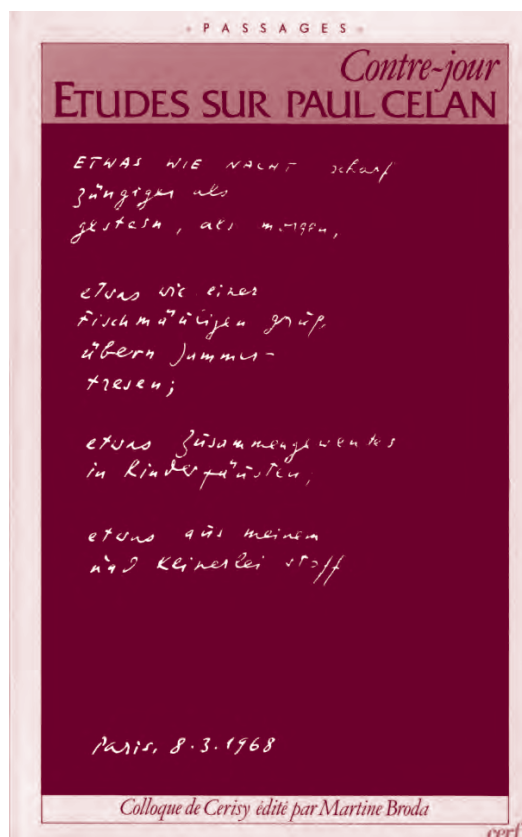 PASSAGES
Contre-jour
ETUDES SUR PAUL CELAN
ETWAS WIE NACHT scharf
züngiger als
gestern, als morgen,
etwas wie einer
Fischmäuligen gruß
übern Jammer-
tresen;
etwas Zusammengewehtes
in Kinderfäusten,
etwas aus meinem
und keinerlei stoff
Paris, 8.3.1968
Colloque de Cerisy édité par Martine Broda
cerf